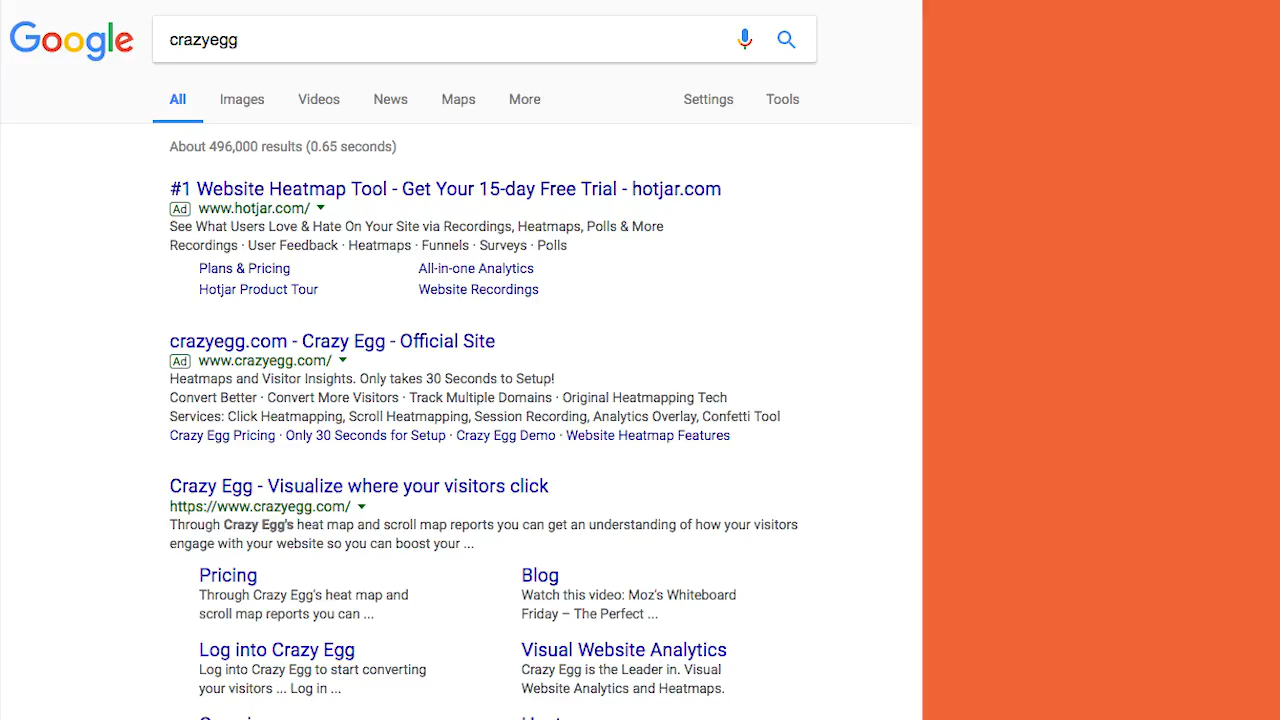 Google
crazyegg
All Images Videos News Maps More Settings Tools
About 496,000 results (0.65 seconds)
#1 Website Heatmap Tool - Get Your 15-day Free Trial - hotjar.com
Ad www.hotjar.com/
See What Users Love & Hate On Your Site via Recordings, Heatmaps, Polls & More
Recordings · User Feedback · Heatmaps · Funnels · Surveys · Polls
Plans & Pricing All-in-one Analytics
Hotjar Product Tour Website Recordings
crazyegg.com - Crazy Egg - Official Site
Ad www.crazyegg.com/
Heatmaps and Visitor Insights. Only takes 30 Seconds to Setup!
Convert Better · Convert More Visitors · Track Multiple Domains · Original Heatmapping Tech
Services: Click Heatmapping, Scroll Heatmapping, Session Recording, Analytics Overlay, Confetti Tool
Crazy Egg Pricing · Only 30 Seconds for Setup · Crazy Egg Demo · Website Heatmap Features
Crazy Egg - Visualize where your visitors click
https://www.crazyegg.com/
Through Crazy Egg's heat map and scroll map reports you can get an understanding of how your visitors
engage with your website so you can boost your ...
Pricing
Through Crazy Egg's heat map and
scroll map reports you can ...
Blog
Watch this video: Moz's Whiteboard
Friday – The Perfect ...
Log into Crazy Egg
Log into Crazy Egg to start converting
your visitors ... Log in ...
Visual Website Analytics
Crazy Egg is the Leader in. Visual
Website Analytics and Heatmaps.